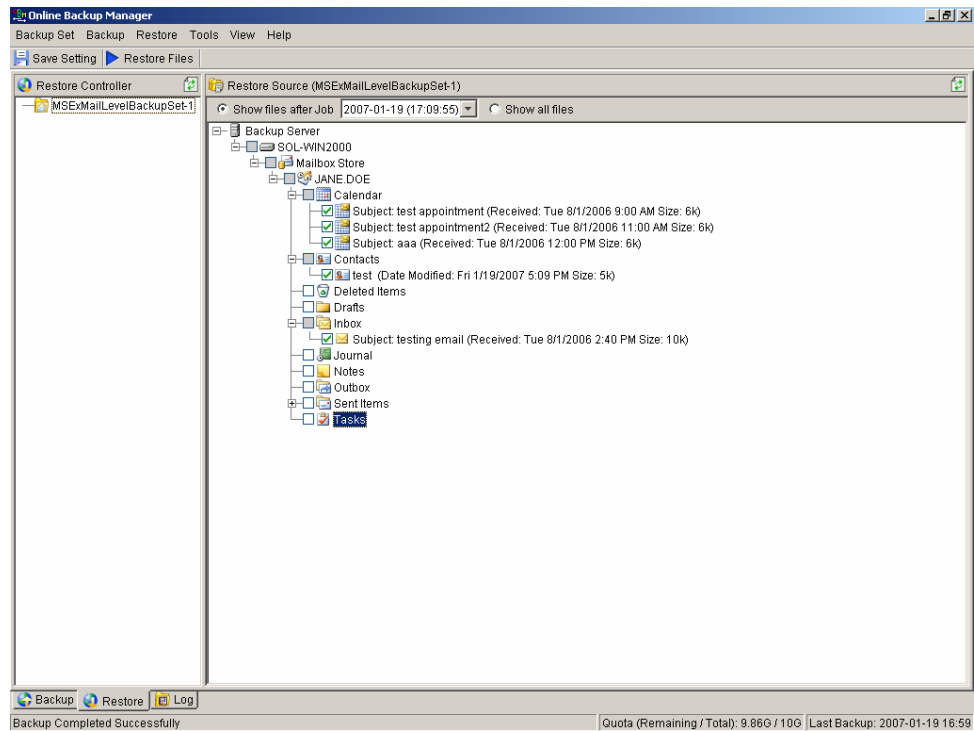 Online Backup Manager
Backup Set Backup Restore Tools View Help
Save Setting Restore Files
Restore Controller
MSExMailLevelBackupSet-1
Restore Source (MSExMailLevelBackupSet-1)
Show files after Job 2007-01-19 (17:09:55) Show all files
Backup Server
SOL-WIN2000
Mailbox Store
JANE.DOE
Calendar
Subject: test appointment (Received: Tue 8/1/2006 9:00 AM Size: 6k)
Subject: test appointment2 (Received: Tue 8/1/2006 11:00 AM Size: 6k)
Subject: aaa (Received: Tue 8/1/2006 12:00 PM Size: 6k)
Contacts
test (Date Modified: Fri 1/19/2007 5:09 PM Size: 5k)
Deleted Items
Drafts
Inbox
Subject: testing email (Received: Tue 8/1/2006 2:40 PM Size: 10k)
Journal
Notes
Outbox
Sent Items
Tasks
Backup Restore Log
Backup Completed Successfully
Quota (Remaining / Total): 9.86G / 10G Last Backup: 2007-01-19 16:59